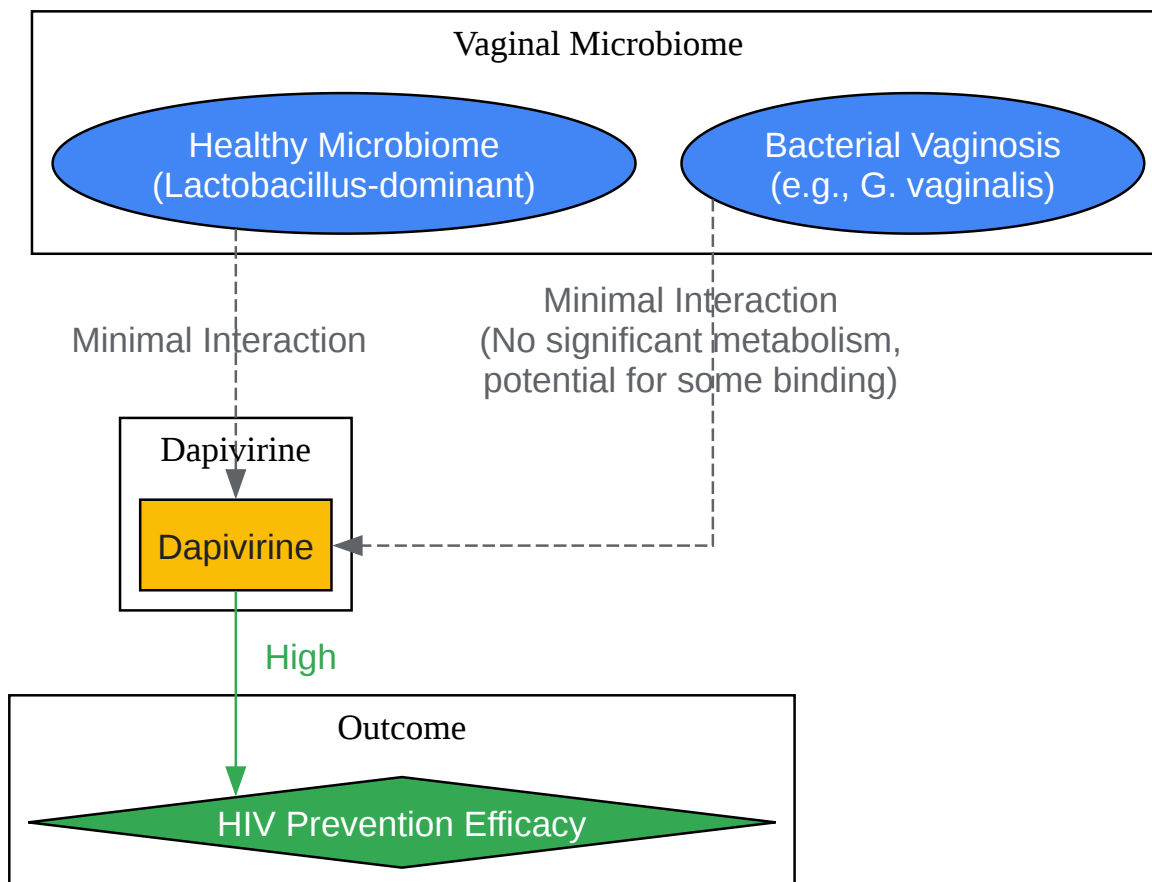 Vaginal Microbiome
Healthy Microbiome
(Lactobacillus-dominant)
Bacterial Vaginosis
(e.g., G. vaginalis)
Minimal Interaction
Minimal Interaction
(No significant metabolism,
potential for some binding)
Dapivirine
Dapivirine
High
Outcome
HIV Prevention Efficacy